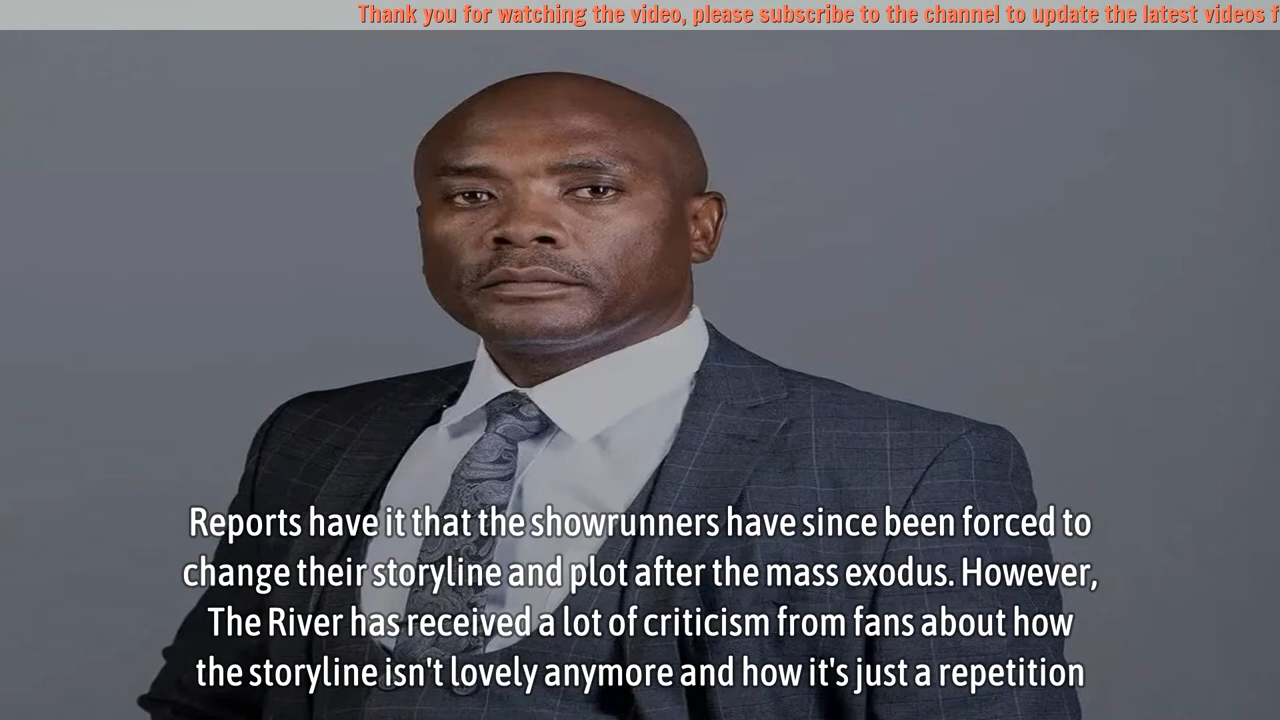 Thank you for watching the video, please subscribe to the channel to update the latest videos f
Reports have it that the showrunners have since been forced to
change their storyline and plot after the mass exodus. However,
The River has received a lot of criticism from fans about how
the storyline isn't lovely anymore and how it's just a repetition